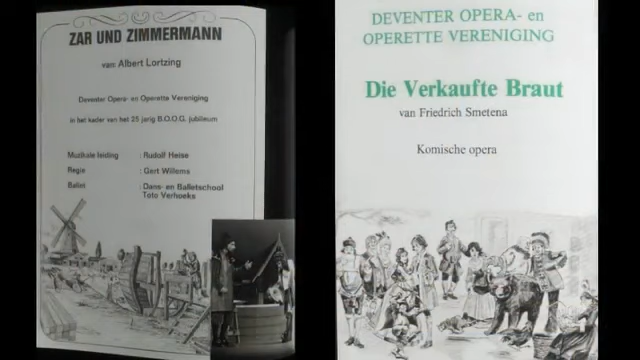 ZAR UND ZIMMERMANN
van Albert Lortzing
Deventer Opera- en Operette Vereniging
in het kader van het 25 jarig B.O.O.G. jubilieum
Muzikale leiding : Rudolf Heise
Regie : Gert Willems
Ballet : Dans- en Balletschool
Toto Verhoeks
DEVENTER OPERA- en
OPERETTE VERENIGING
Die Verkaufte Braut
van Friedrich Smetena
Komische opera